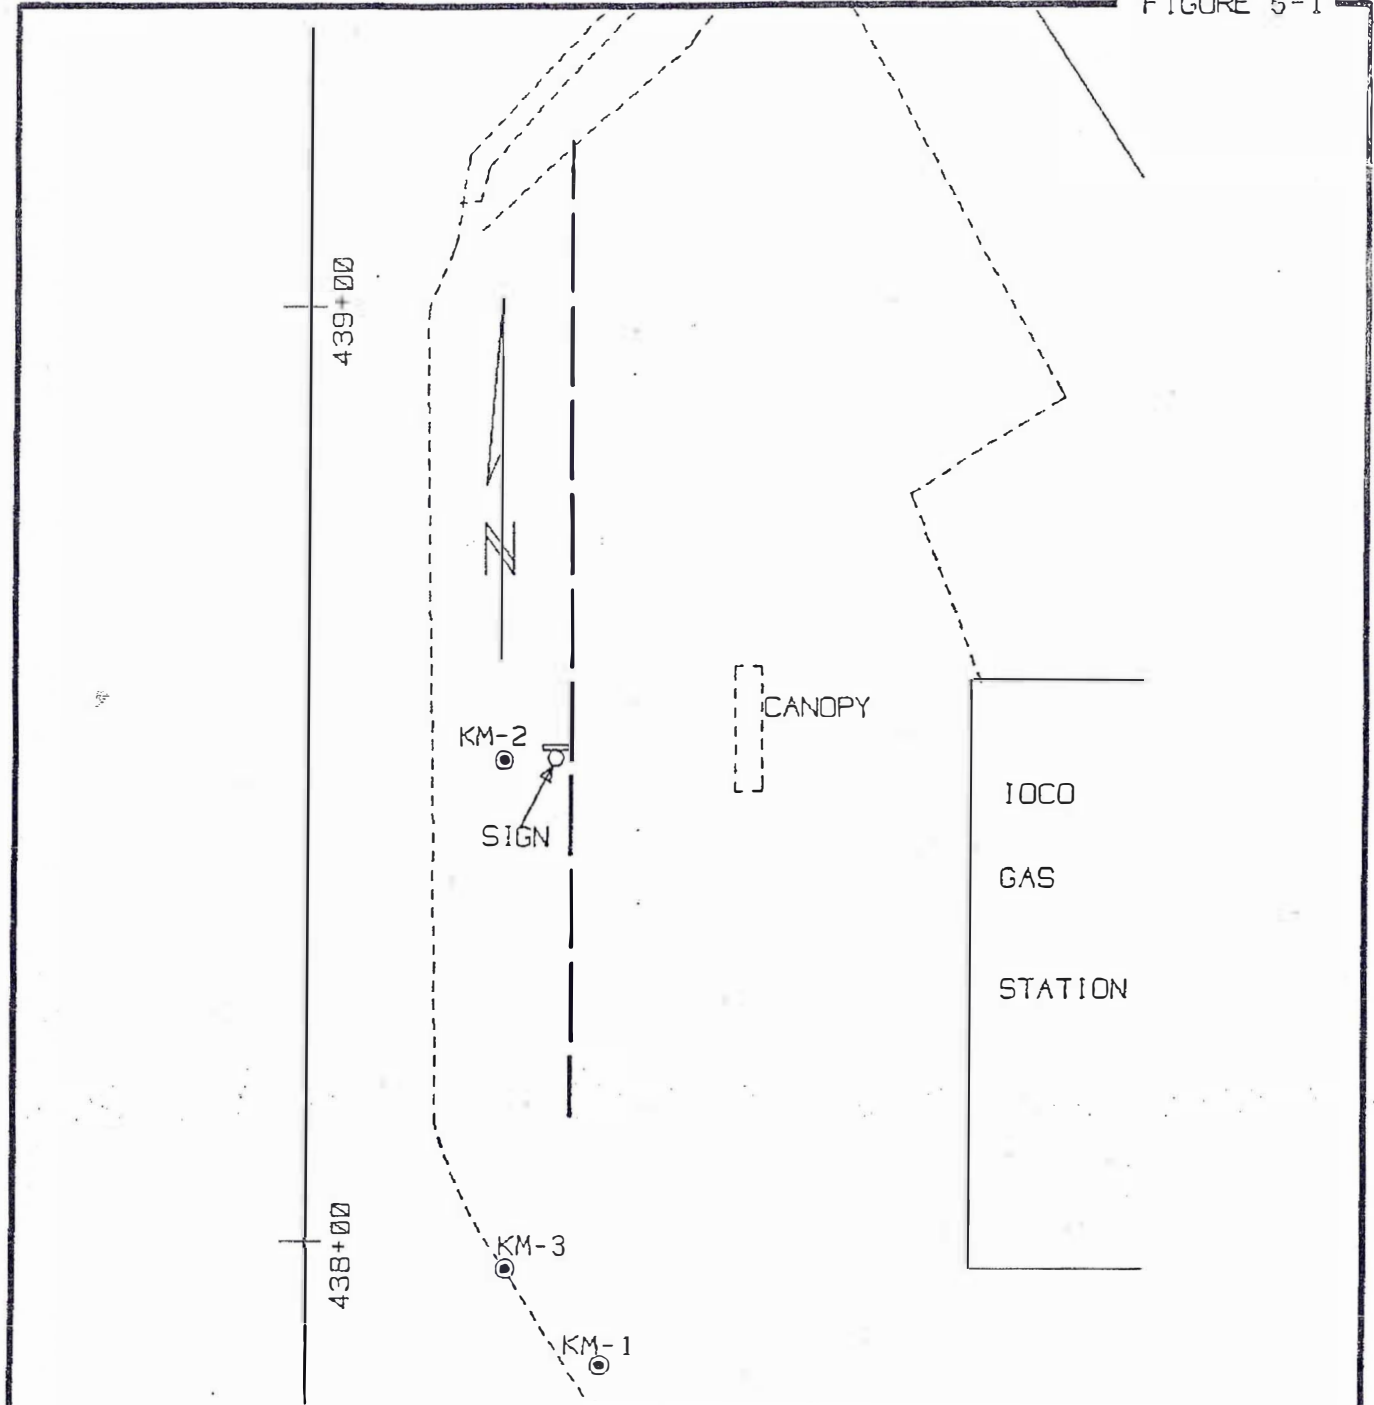 FIGURE 5-1
439+00
N
CANOPY
KM-2
SIGN
IOCO
GAS
STATION
438+00
KM-3
KM-1